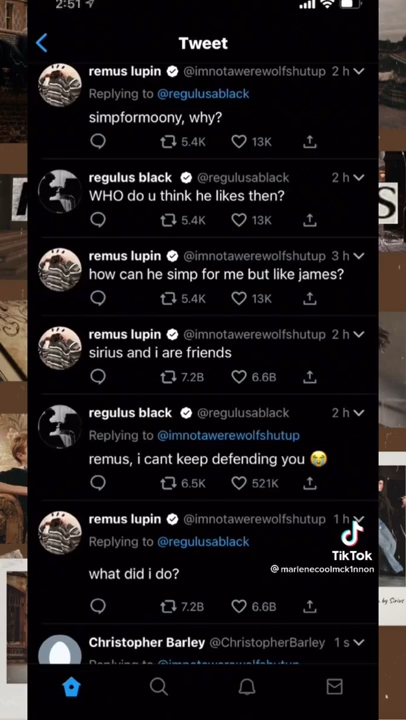 2:51
Tweet
remus lupin @imnotawerewolfshutup 2 h
Replying to @regulusablack
simpformoony, why?
5.4K 13K
regulus black @regulusablack 2 h
WHO do u think he likes then?
5.4K 13K
remus lupin @imnotawerewolfshutup 3 h
how can he simp for me but like james?
5.4K 13K
remus lupin @imnotawerewolfshutup 2 h
sirius and i are friends
7.2B 6.6B
regulus black @regulusablack 2 h
Replying to @imnotawerewolfshutup
remus, i cant keep defending you 😭
6.5K 521K
remus lupin @imnotawerewolfshutup 1 h
Replying to @regulusablack
what did i do?
7.2B 6.6B
TikTok
@marlenecoolmck1nnon
Christopher Barley @ChristopherBarley 1 s
Replying to @imnotawerewolfshutup